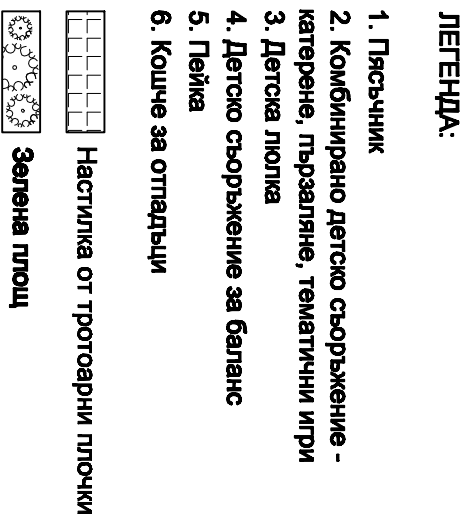 ЛЕГЕНДА:
1. Пясъчник
2. Комбинирано детско съоръжение -
катерене, пързаляне, тематични игри
3. Детска люлка
4. Детско съоръжение за баланс
5. Пейка
6. Кошче за отпадъци
Настилка от тротоарни плочки
Зелена площ